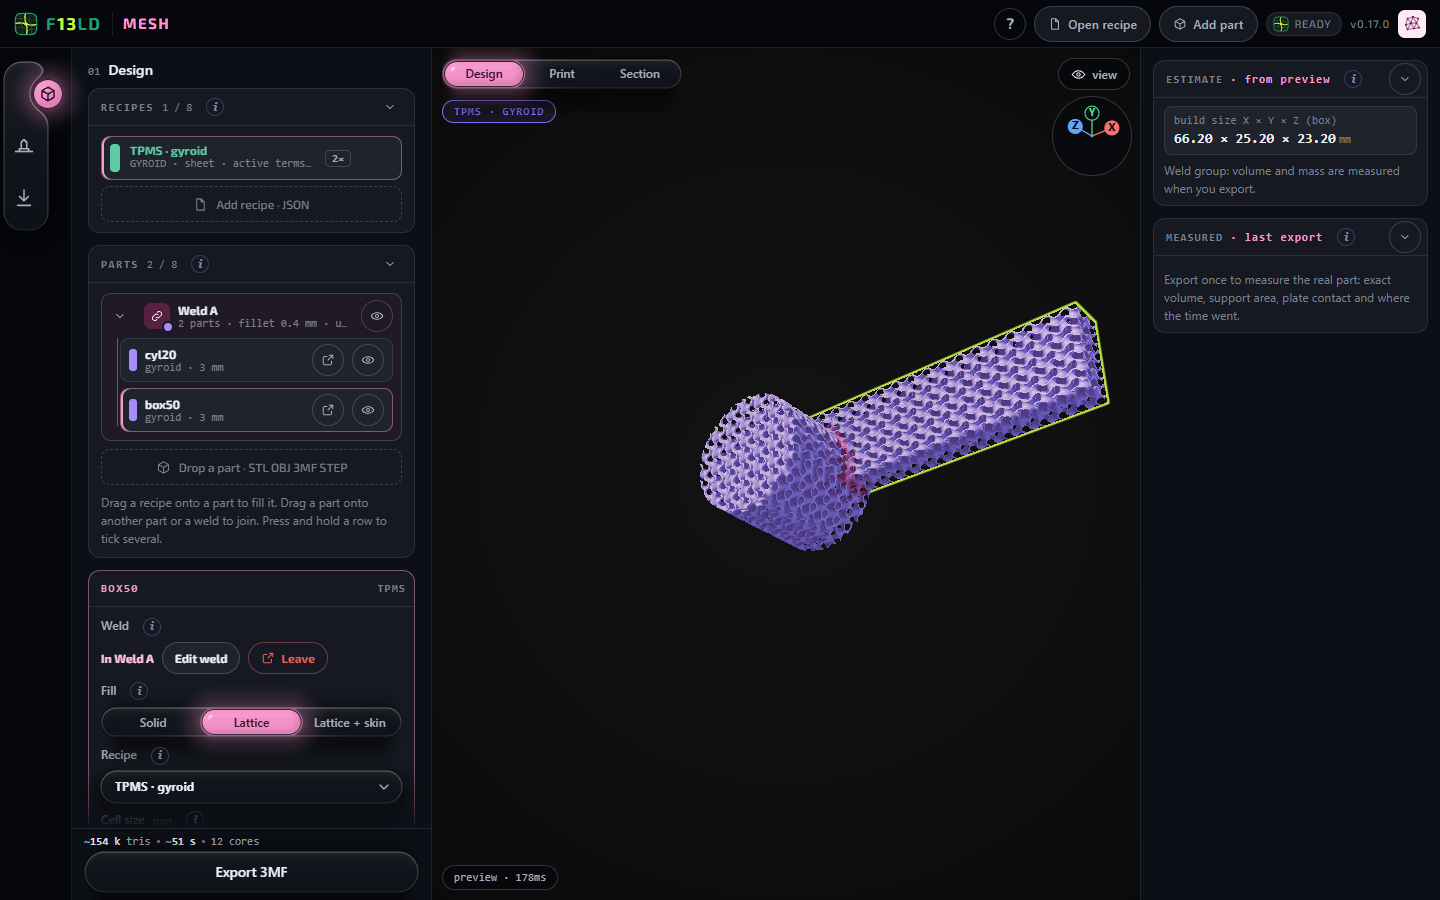 F13LD MESH
? Open recipe Add part READY v0.17.0
01 Design
RECIPES 1 / 8 i
TPMS · gyroid
GYROID · sheet · active terms…
2×
Add recipe · JSON
PARTS 2 / 8 i
Weld A
2 parts · fillet 0.4 mm · u…
cyl20
gyroid · 3 mm
box50
gyroid · 3 mm
Drop a part · STL OBJ 3MF STEP
Drag a recipe onto a part to fill it. Drag a part onto
another part or a weld to join. Press and hold a row to
tick several.
BOX50 TPMS
Weld i
In Weld A Edit weld Leave
Fill i
Solid Lattice Lattice + skin
Recipe i
TPMS · gyroid
Cell size mm i
~154 k tris • ~51 s • 12 cores
Export 3MF
Design Print Section
TPMS · GYROID
view
Y
Z X
preview · 178ms
ESTIMATE · from preview i
build size X × Y × Z (box)
66.20 × 25.20 × 23.20 mm
Weld group: volume and mass are measured
when you export.
MEASURED · last export i
Export once to measure the real part: exact
volume, support area, plate contact and where
the time went.